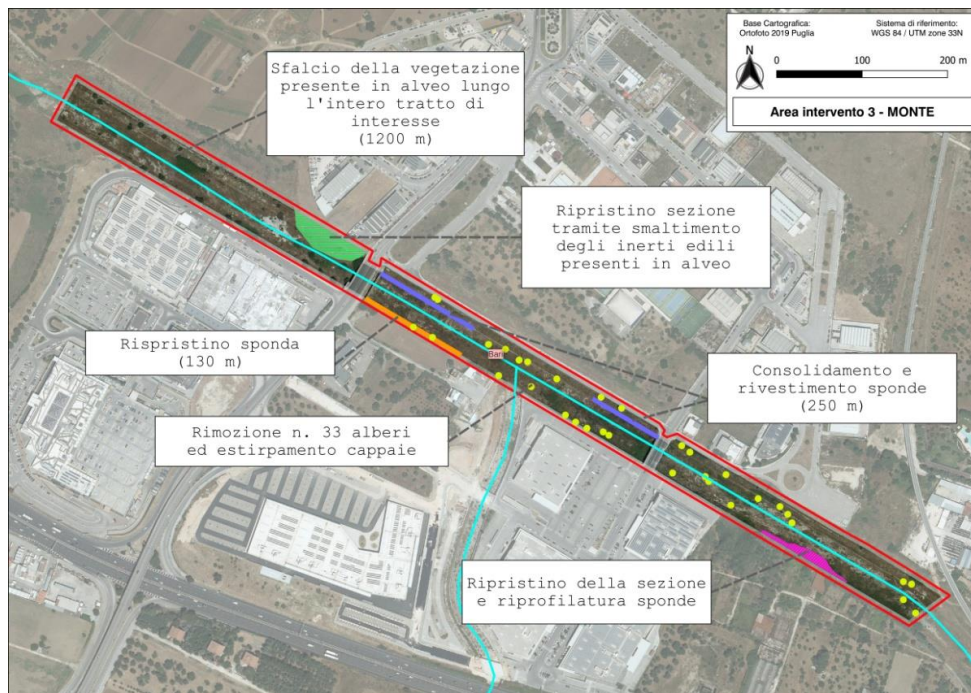 Base Cartografica:
Ortofoto 2019 Puglia
Sistema di riferimento:
WGS 84 / UTM zone 33N
N
0 100 200 m
Area intervento 3 - MONTE
Sfalcio della vegetazione
presente in alveo lungo
l'intero tratto di
interesse
(1200 m)
Ripristino sezione
tramite smaltimento
degli inerti edili
presenti in alveo
Rispristino sponda
(130 m)
Bari
Consolidamento e
rivestimento sponde
(250 m)
Rimozione n. 33 alberi
ed estirpamento cappaie
Ripristino della sezione
e riprofilatura sponde